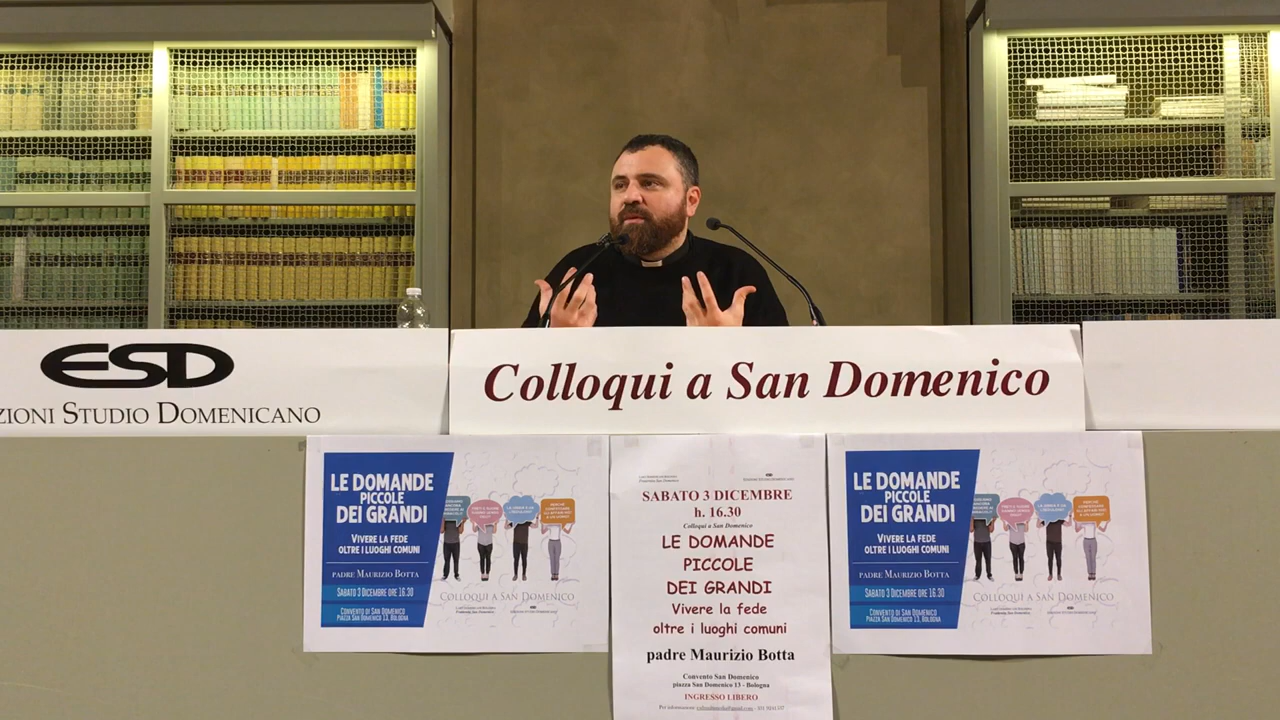 ESD
ZIONI STUDIO DOMENICANO
Colloqui a San Domenico
LE DOMANDE
PICCOLE
DEI GRANDI
VIVERE LA FEDE
OLTRE I LUOGHI COMUNI
PADRE MAURIZIO BOTTA
SABATO 3 DICEMBRE ORE 16.30
CONVENTO DI SAN DOMENICO
PIAZZA SAN DOMENICO 13, BOLOGNA
COLLOQUI A SAN DOMENICO
SABATO 3 DICEMBRE
h. 16.30
Colloqui a San Domenico
LE DOMANDE
PICCOLE
DEI GRANDI
Vivere la fede
oltre i luoghi comuni
padre Maurizio Botta
Convento San Domenico
piazza San Domenico 13 - Bologna
INGRESSO LIBERO
Per informazioni
LE DOMANDE
PICCOLE
DEI GRANDI
VIVERE LA FEDE
OLTRE I LUOGHI COMUNI
PADRE MAURIZIO BOTTA
SABATO 3 DICEMBRE ORE 16.30
CONVENTO DI SAN DOMENICO
PIAZZA SAN DOMENICO 13, BOLOGNA
COLLOQUI A SAN DOMENICO